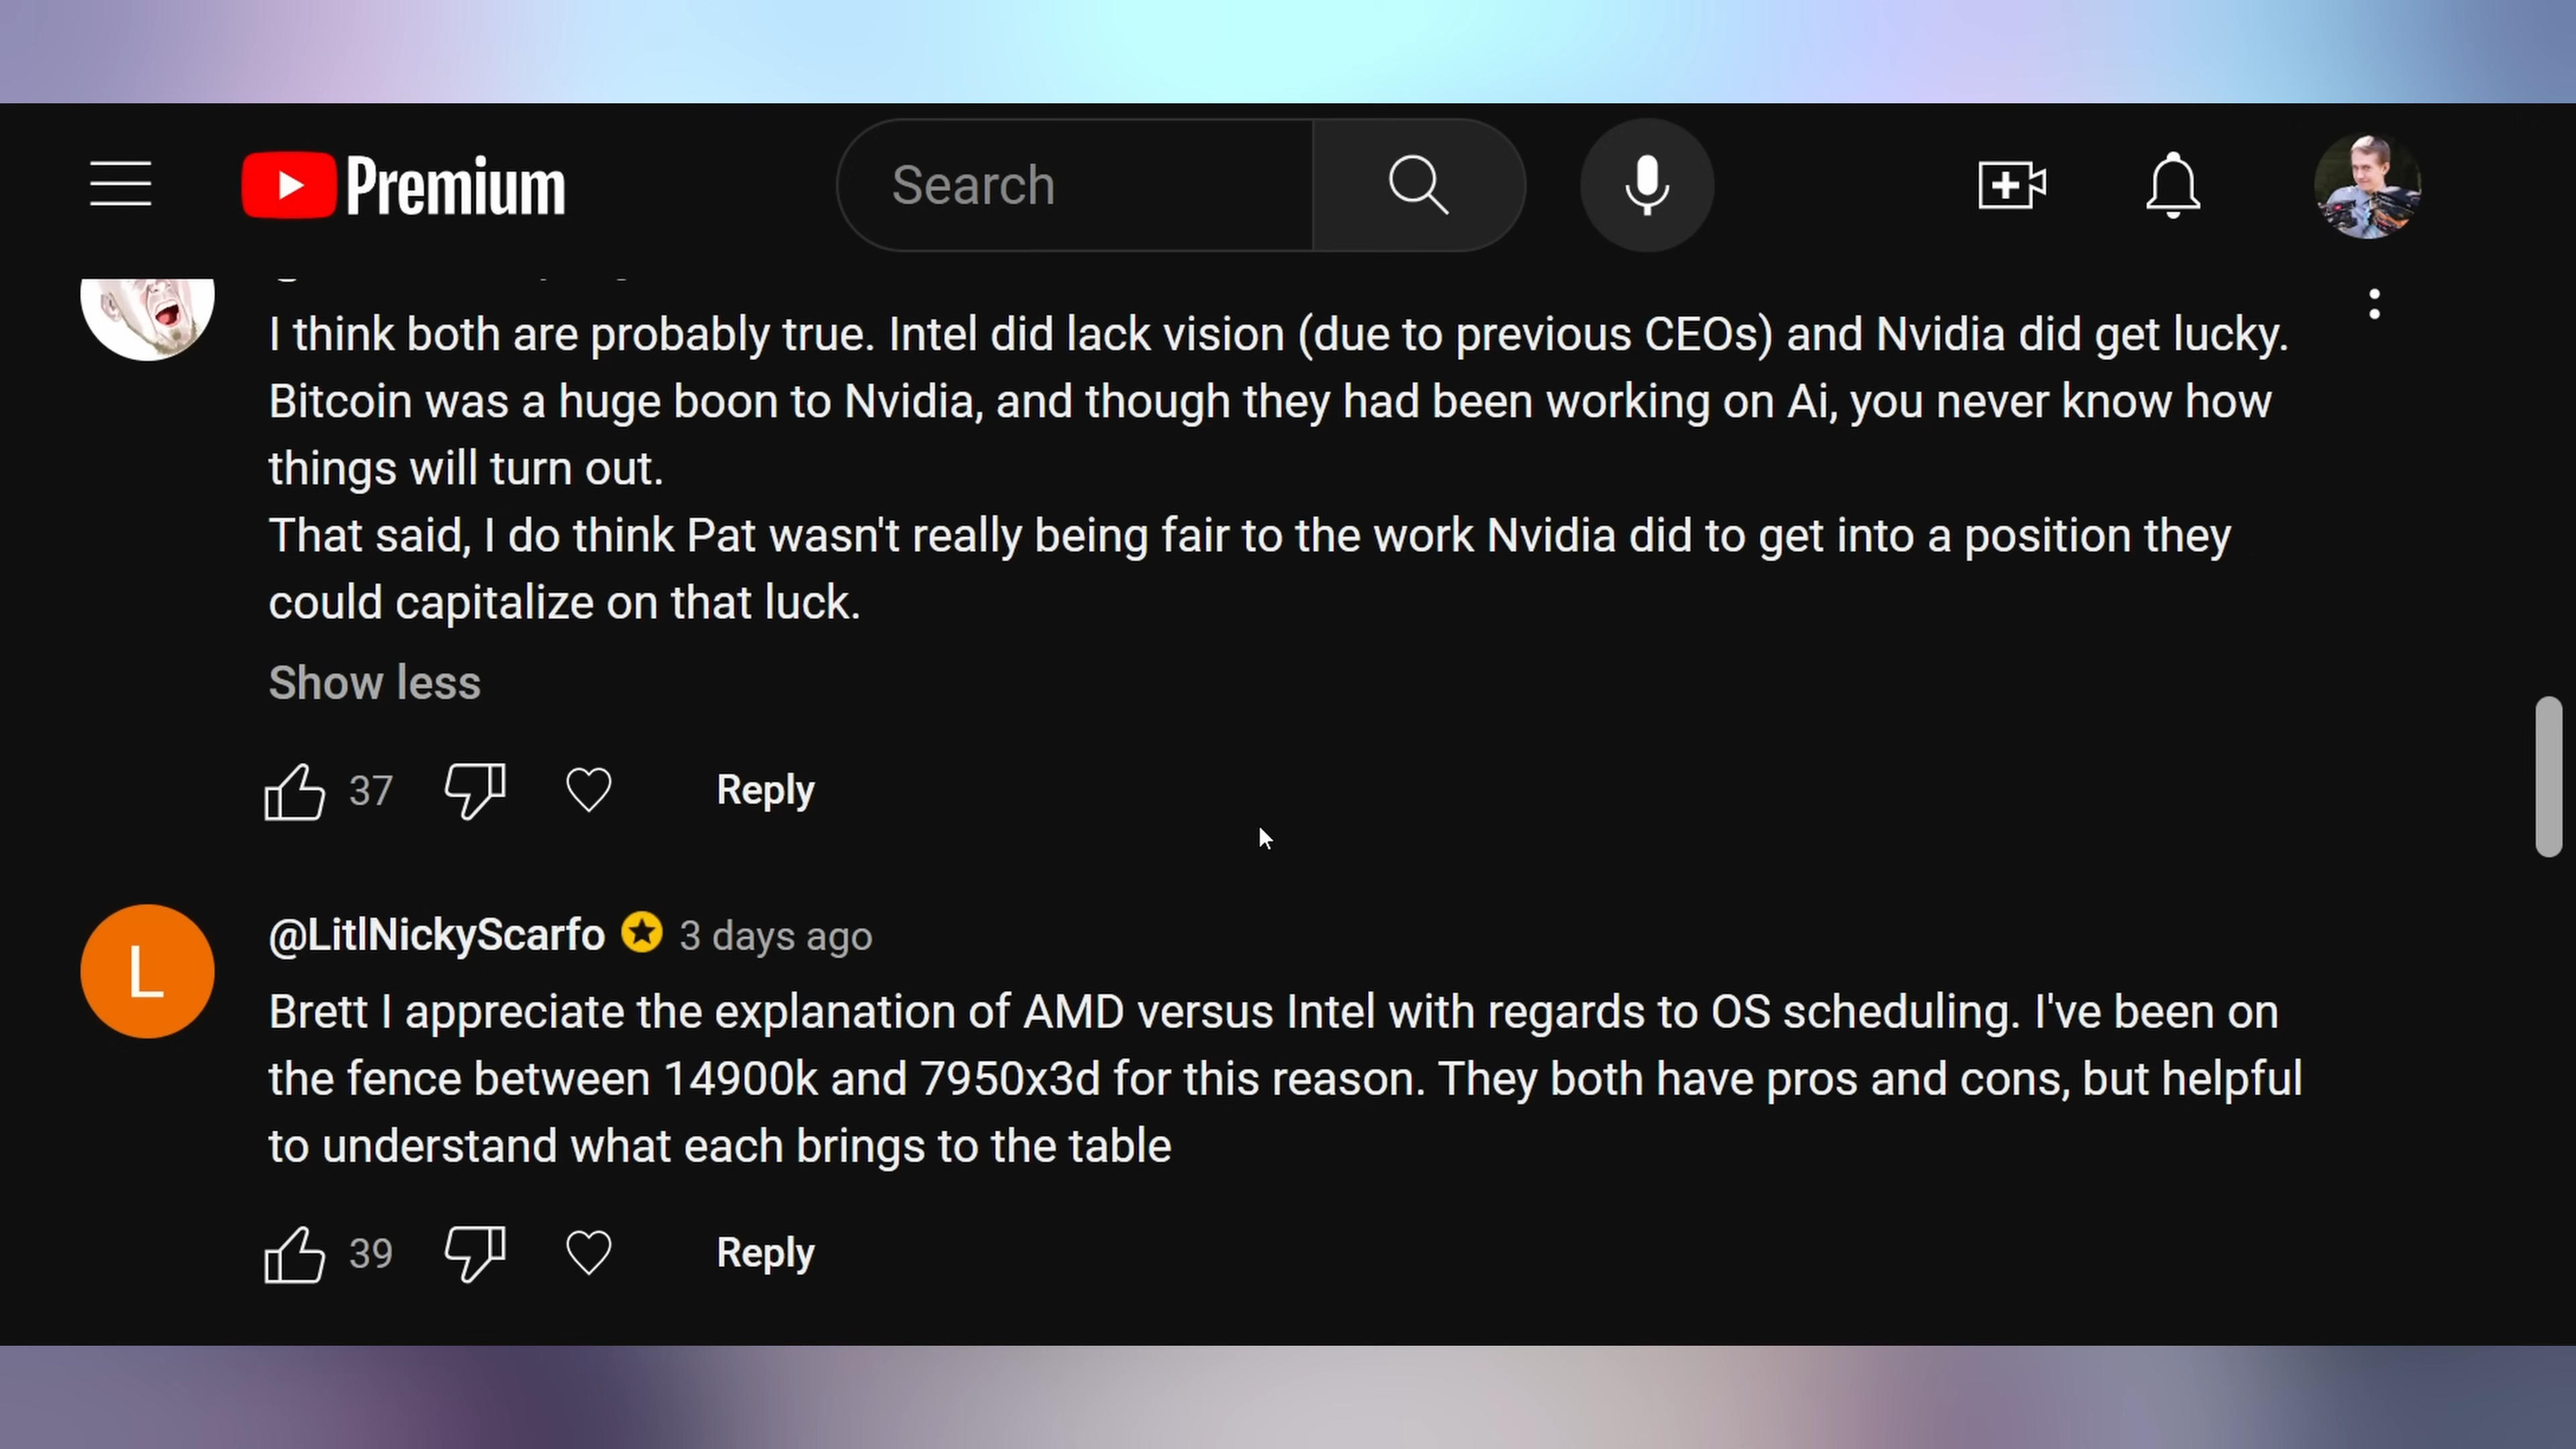 Premium
Search
I think both are probably true. Intel did lack vision (due to previous CEOs) and Nvidia did get lucky.
Bitcoin was a huge boon to Nvidia, and though they had been working on Ai, you never know how
things will turn out.
That said, I do think Pat wasn't really being fair to the work Nvidia did to get into a position they
could capitalize on that luck.
Show less
37 Reply
@LitlNickyScarfo 3 days ago
L
Brett I appreciate the explanation of AMD versus Intel with regards to OS scheduling. I've been on
the fence between 14900k and 7950x3d for this reason. They both have pros and cons, but helpful
to understand what each brings to the table
39 Reply